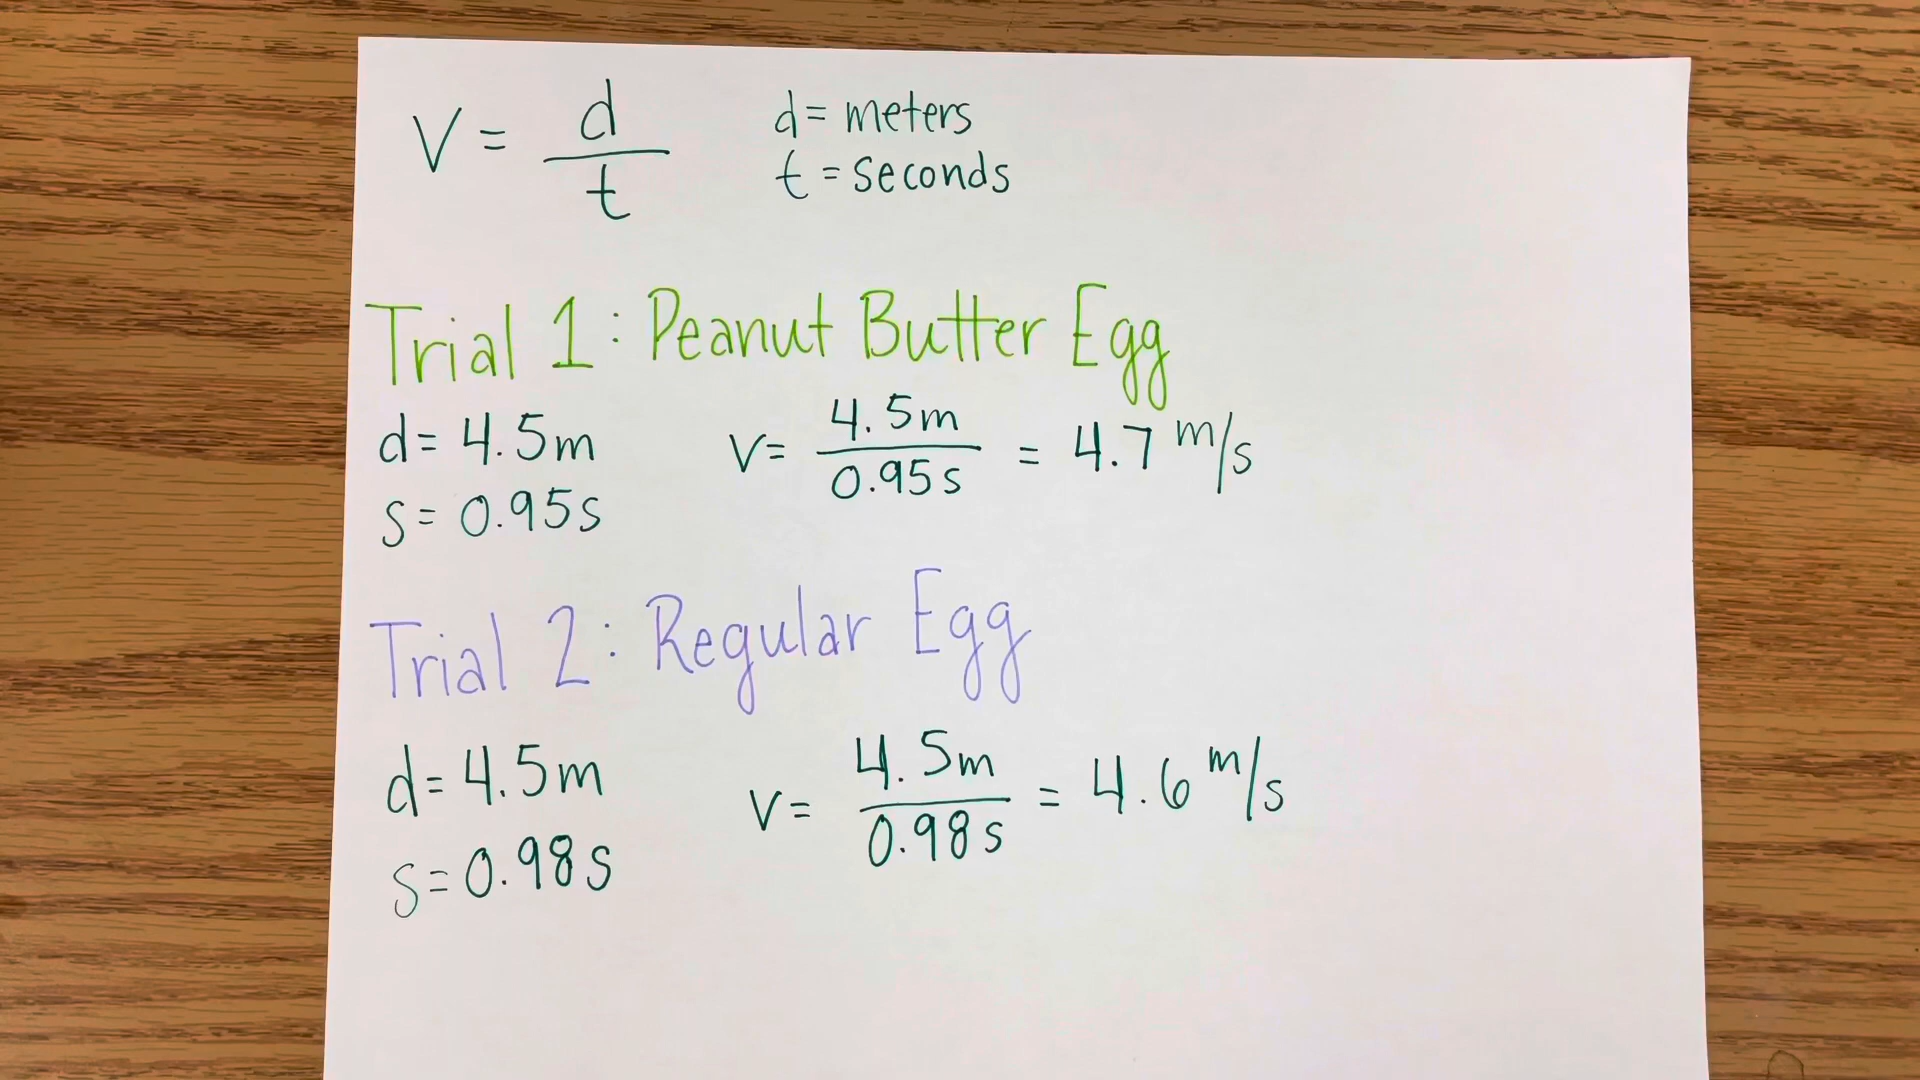 V = d/t d = meters
t = seconds
Trial 1: Peanut Butter Egg
d = 4.5m V = 4.5m/0.95s = 4.7 m/s
s = 0.95s
Trial 2: Regular Egg
d = 4.5m V = 4.5m/0.98s = 4.6 m/s
s = 0.98s